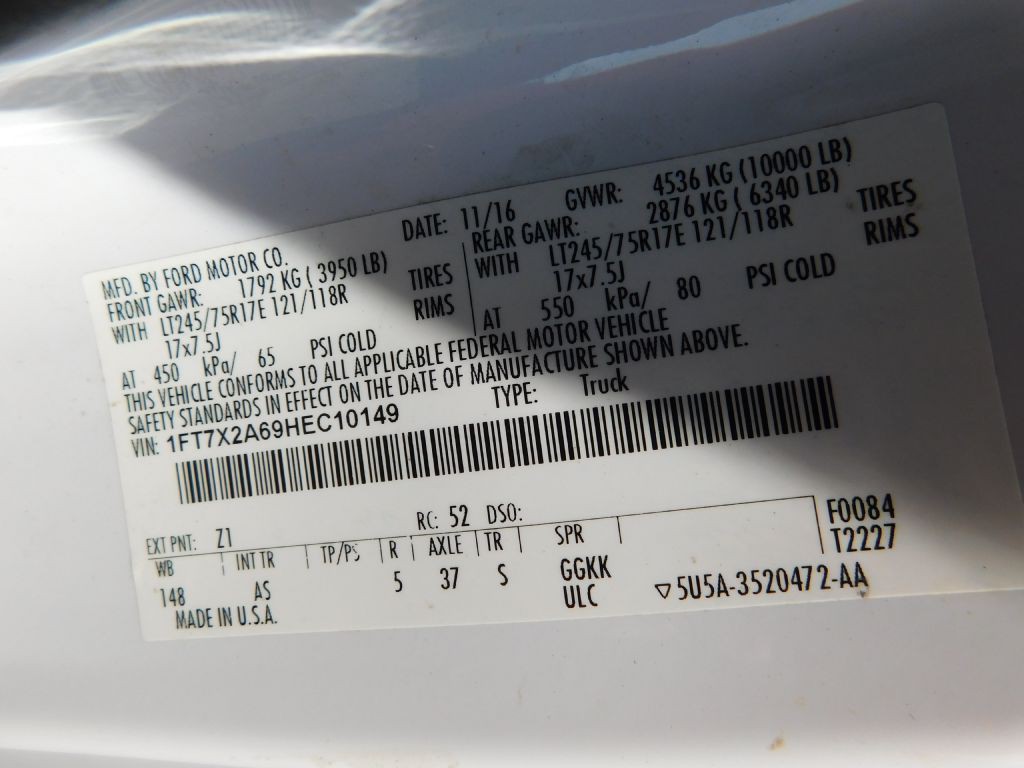 MFD. BY FORD MOTOR CO. DATE: 11/16 GVWR: 4536 KG (10000 LB)
FRONT GAWR: 1792 KG ( 3950 LB) REAR GAWR: 2876 KG ( 6340 LB)
WITH LT245/75R17E 121/118R TIRES WITH LT245/75R17E 121/118R TIRES
17x7.5J RIMS 17x7.5J RIMS
AT 450 kPa/ 65 PSI COLD AT 550 kPa/ 80 PSI COLD
THIS VEHICLE CONFORMS TO ALL APPLICABLE FEDERAL MOTOR VEHICLE
SAFETY STANDARDS IN EFFECT ON THE DATE OF MANUFACTURE SHOWN ABOVE.
VIN: 1FT7X2A69HEC10149 TYPE: Truck
EXT PNT: Z1 RC: 52 DSO: F0084
WB INT TR TP/PS R AXLE TR SPR T2227
148 AS 5 37 S GGKK
ULC ▽5U5A-3520472-AA
MADE IN U.S.A.